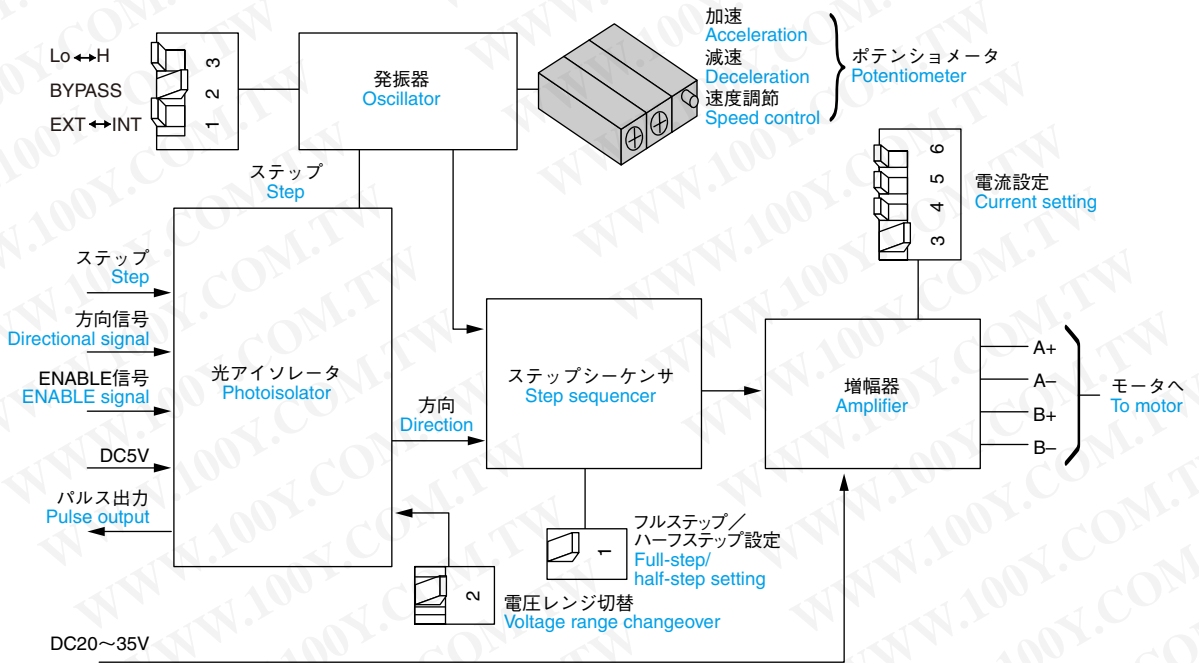 Lo↔H
BYPASS
EXT↔INT
3
2
1
発振器
Oscillator
加速
Acceleration
減速
Deceleration
速度調節
Speed control
ポテンショメータ
Potentiometer
ステップ
Step
6
5
4
3
電流設定
Current setting
ステップ
Step
方向信号
Directional signal
ENABLE信号
ENABLE signal
DC5V
パルス出力
Pulse output
光アイソレータ
Photoisolator
方向
Direction
ステップシーケンサ
Step sequencer
増幅器
Amplifier
A+
A–
B+
B–
モータへ
To motor
1
フルステップ／
ハーフステップ設定
Full-step/
half-step setting
2
電圧レンジ切替
Voltage range changeover
DC20〜35V
WWW.100Y.COM.TW